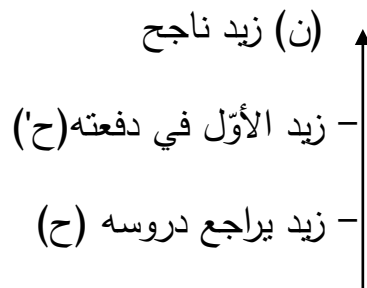 (ن) زيد ناجح
– زيد الأوّل في دفعته(ح')
– زيد يراجع دروسه (ح)